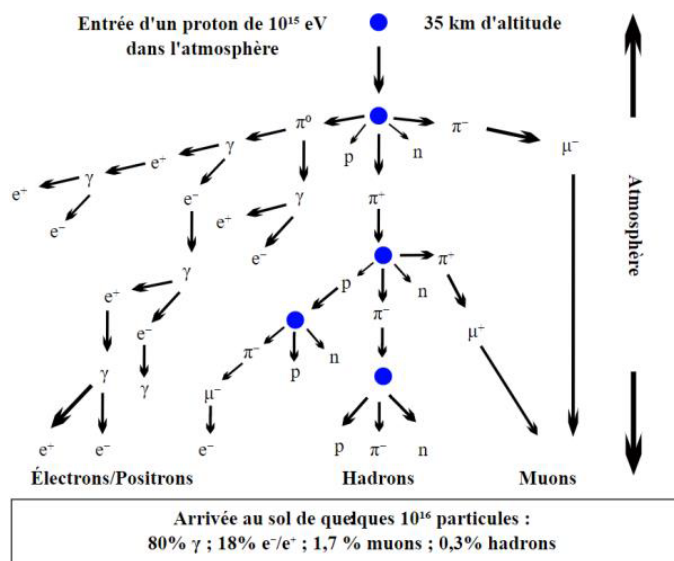 Entrée d'un proton de 10¹⁵ eV
dans l'atmosphère
35 km d'altitude
π⁰
π⁻
γ
e⁺
p
n
μ⁻
e⁺
γ
e⁻
e⁻
e⁺
γ
e⁻
π⁺
Atmosphère
γ
e⁺
e⁻
p
n
π⁺
π⁻
μ⁺
γ
γ
π⁻
p
n
μ⁻
e⁺
e⁻
e⁻
p
π⁻
n
Électrons/Positrons
Hadrons
Muons
Arrivée au sol de quelques 10¹⁶ particules :
80% γ ; 18% e⁻/e⁺ ; 1,7 % muons ; 0,3% hadrons